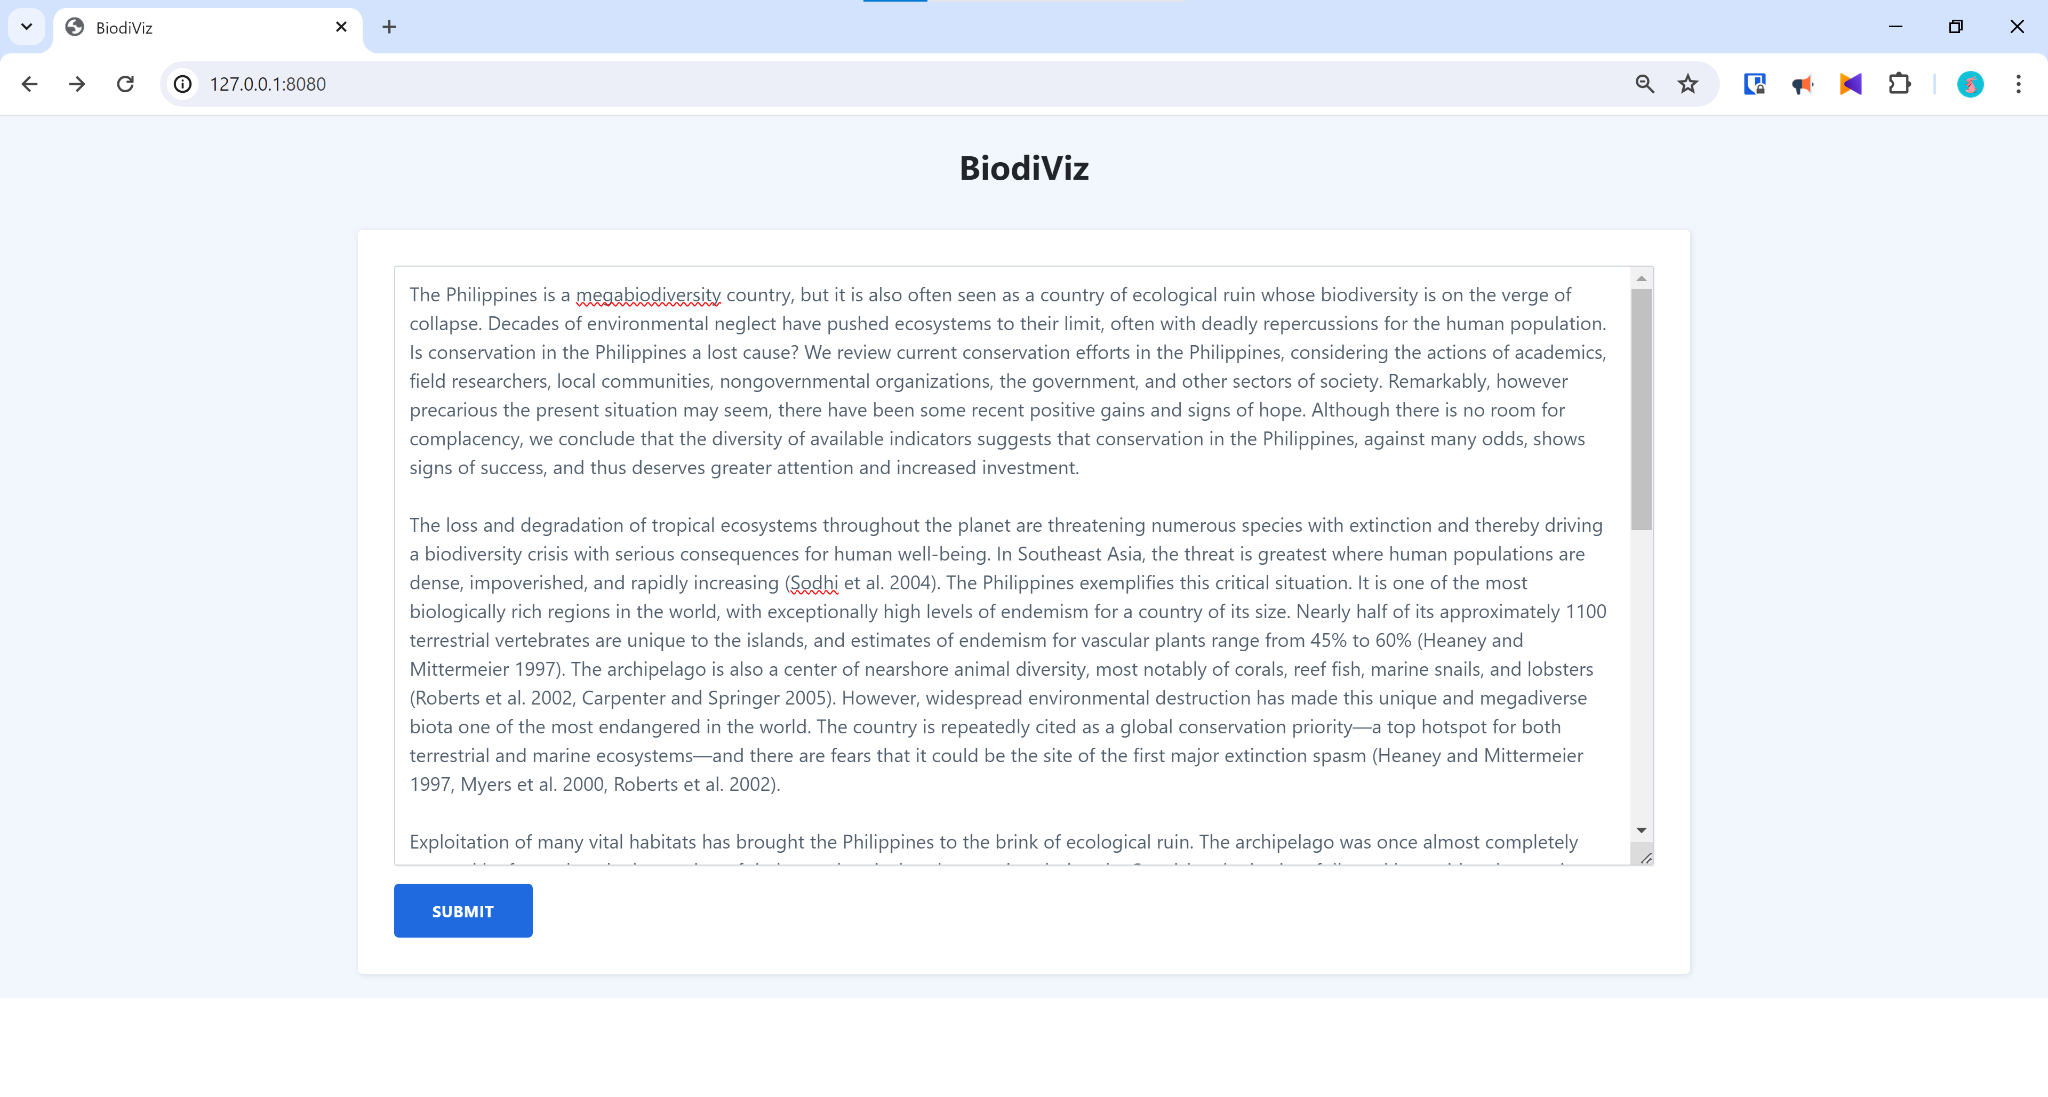 BiodiViz
127.0.0.1:8080
BiodiViz
The Philippines is a megabiodiversity country, but it is also often seen as a country of ecological ruin whose biodiversity is on the verge of
collapse. Decades of environmental neglect have pushed ecosystems to their limit, often with deadly repercussions for the human population.
Is conservation in the Philippines a lost cause? We review current conservation efforts in the Philippines, considering the actions of academics,
field researchers, local communities, nongovernmental organizations, the government, and other sectors of society. Remarkably, however
precarious the present situation may seem, there have been some recent positive gains and signs of hope. Although there is no room for
complacency, we conclude that the diversity of available indicators suggests that conservation in the Philippines, against many odds, shows
signs of success, and thus deserves greater attention and increased investment.
The loss and degradation of tropical ecosystems throughout the planet are threatening numerous species with extinction and thereby driving
a biodiversity crisis with serious consequences for human well-being. In Southeast Asia, the threat is greatest where human populations are
dense, impoverished, and rapidly increasing (Sodhi et al. 2004). The Philippines exemplifies this critical situation. It is one of the most
biologically rich regions in the world, with exceptionally high levels of endemism for a country of its size. Nearly half of its approximately 1100
terrestrial vertebrates are unique to the islands, and estimates of endemism for vascular plants range from 45% to 60% (Heaney and
Mittermeier 1997). The archipelago is also a center of nearshore animal diversity, most notably of corals, reef fish, marine snails, and lobsters
(Roberts et al. 2002, Carpenter and Springer 2005). However, widespread environmental destruction has made this unique and megadiverse
biota one of the most endangered in the world. The country is repeatedly cited as a global conservation priority—a top hotspot for both
terrestrial and marine ecosystems—and there are fears that it could be the site of the first major extinction spasm (Heaney and Mittermeier
1997, Myers et al. 2000, Roberts et al. 2002).
Exploitation of many vital habitats has brought the Philippines to the brink of ecological ruin. The archipelago was once almost completely
SUBMIT